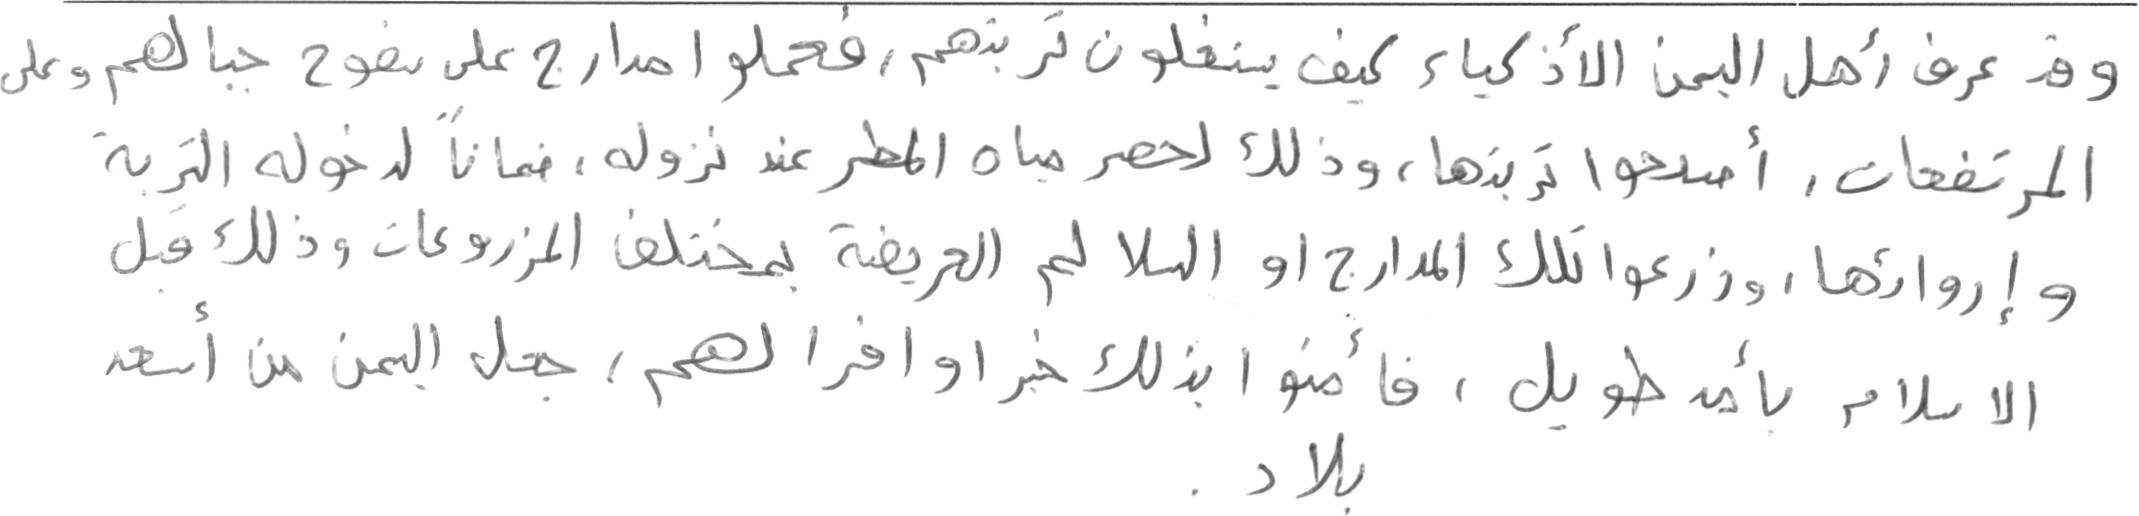 وقد عرف أهل اليمن الأذكياء كيف يستغلون تربتهم، فعملوا مدارج على سفوح جبالهم وعلى
المرتفعات، أصلحوا تربتها، وذلك لحصر مياه المطر عند نزوله، ضماناً لدخوله التربة
وإروائها، وزرعوا تلك المدارج او السلالم العريضة بمختلف المزروعات وذلك قبل
الاسلام بأمد طويل، فأمنوا بذلك خيرا وافرا لهم، جعل اليمن من أسعد
بلاد.